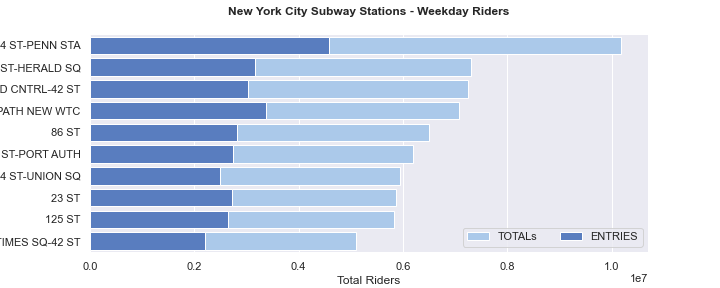 New York City Subway Stations - Weekday Riders
4 ST-PENN STA
ST-HERALD SQ
D CNTRL-42 ST
PATH NEW WTC
86 ST
ST-PORT AUTH
4 ST-UNION SQ
23 ST
125 ST
TIMES SQ-42 ST
TOTALs
ENTRIES
0.0 0.2 0.4 0.6 0.8 1.0
1e7
Total Riders